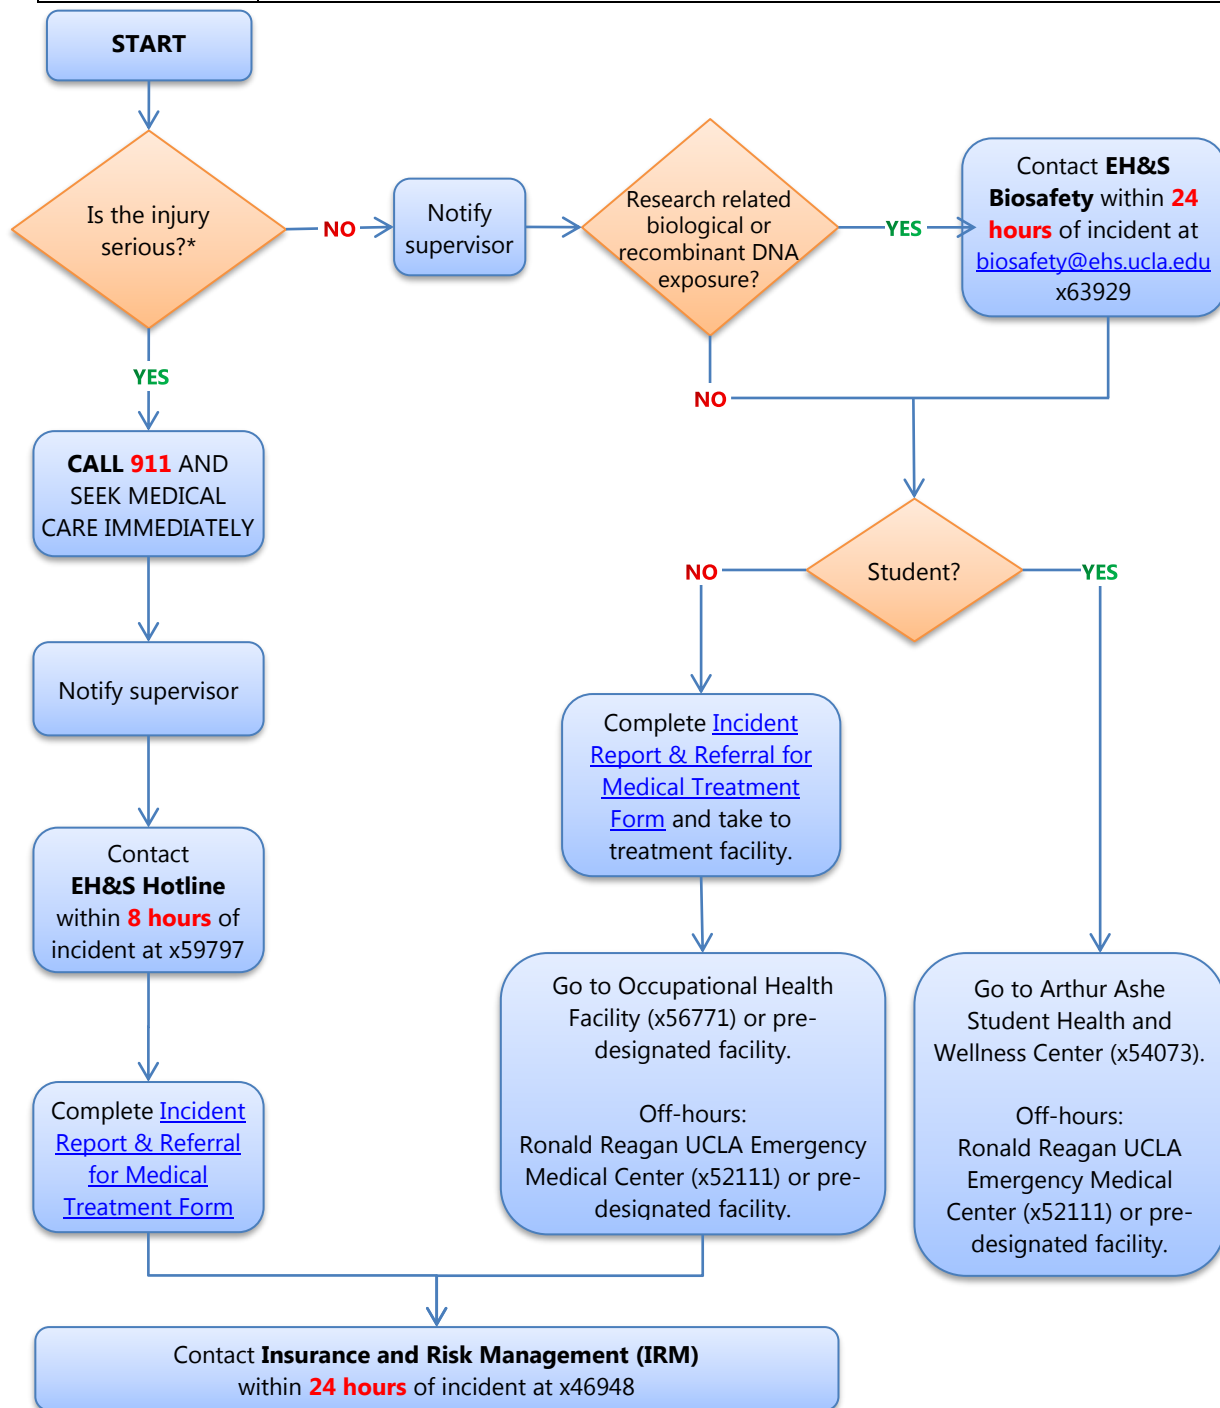 START
Is the injury
serious?*
NO
Notify
supervisor
Research related
biological or
recombinant DNA
exposure?
YES
Contact EH&S
Biosafety within 24
hours of incident at
biosafety@ehs.ucla.edu
x63929
YES
NO
CALL 911 AND
SEEK MEDICAL
CARE IMMEDIATELY
Student?
NO
YES
Notify supervisor
Complete Incident
Report & Referral for
Medical Treatment
Form and take to
treatment facility.
Contact
EH&S Hotline
within 8 hours of
incident at x59797
Go to Occupational Health
Facility (x56771) or pre-
designated facility.
Off-hours:
Ronald Reagan UCLA Emergency
Medical Center (x52111) or pre-
designated facility.
Go to Arthur Ashe
Student Health and
Wellness Center (x54073).
Off-hours:
Ronald Reagan UCLA
Emergency Medical
Center (x52111) or pre-
designated facility.
Complete Incident
Report & Referral
for Medical
Treatment Form
Contact Insurance and Risk Management (IRM)
within 24 hours of incident at x46948